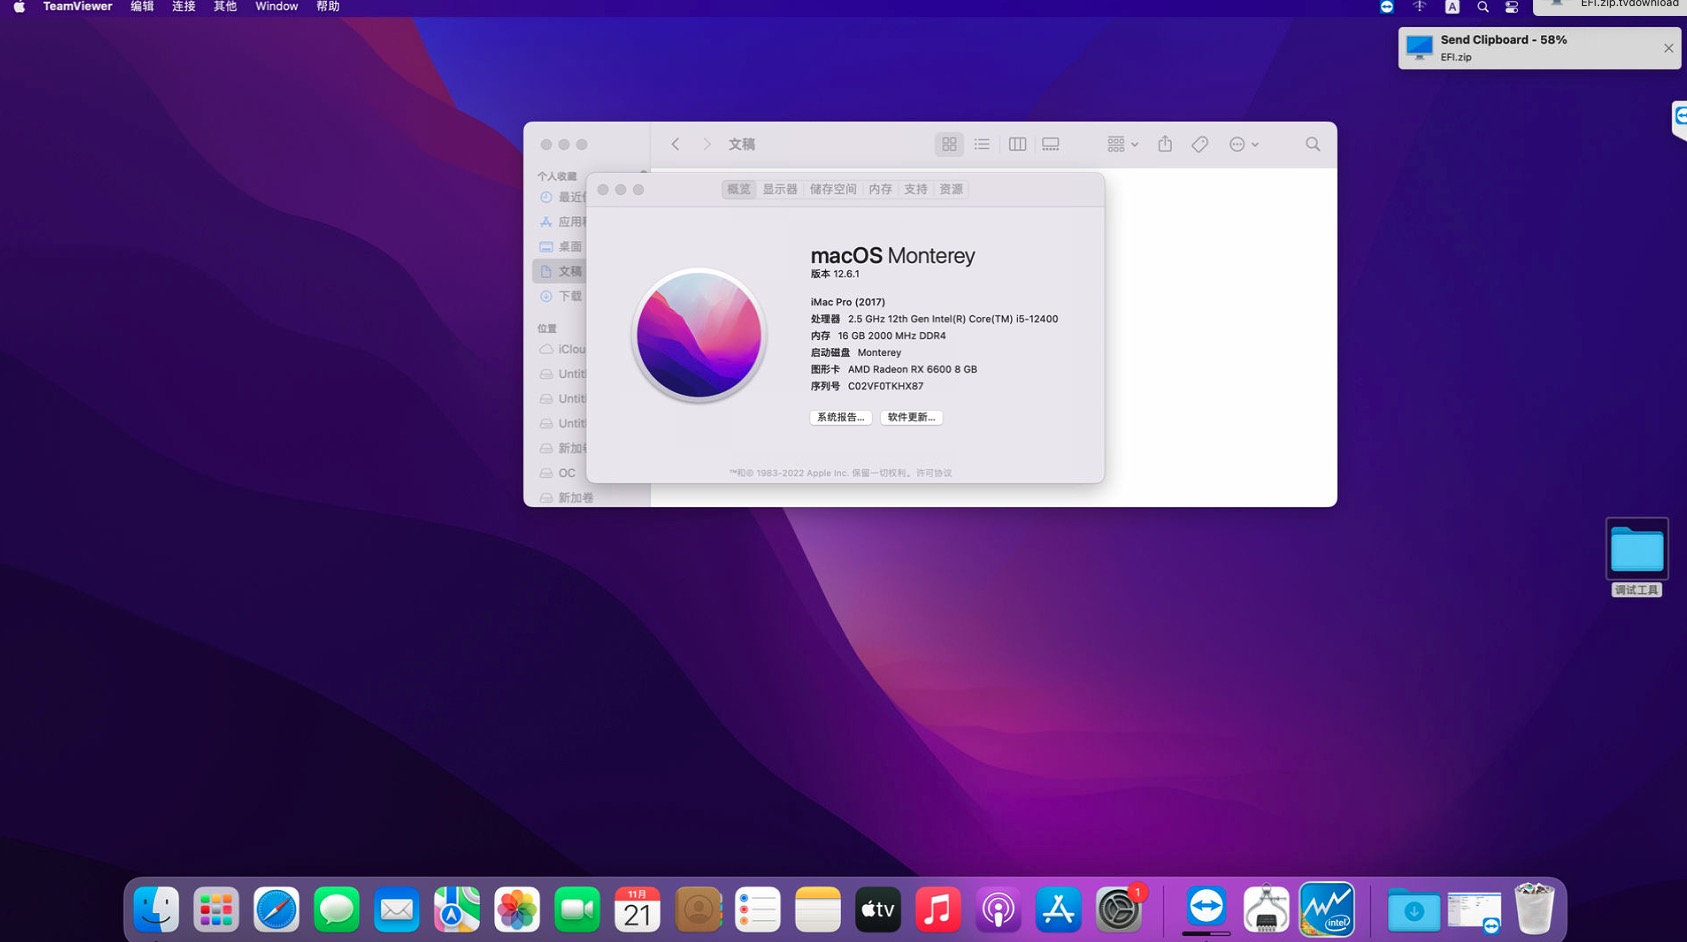 TeamViewer 编辑 连接 其他 Window 帮助
A
EFI.zip.tvdownload
Send Clipboard - 58%
EFI.zip
文稿
个人收藏
最近
应用
桌面
文稿
下载
位置
iClou
Untit
Untit
Untit
新加
OC
新加卷
概览 显示器 储存空间 内存 支持 资源
macOS Monterey
版本 12.6.1
iMac Pro (2017)
处理器 2.5 GHz 12th Gen Intel(R) Core(TM) i5-12400
内存 16 GB 2000 MHz DDR4
启动磁盘 Monterey
图形卡 AMD Radeon RX 6600 8 GB
序列号 C02VF0TKHX87
系统报告... 软件更新...
™和© 1983-2022 Apple Inc. 保留一切权利。许可协议
调试工具
11月
21
tv
1
intel